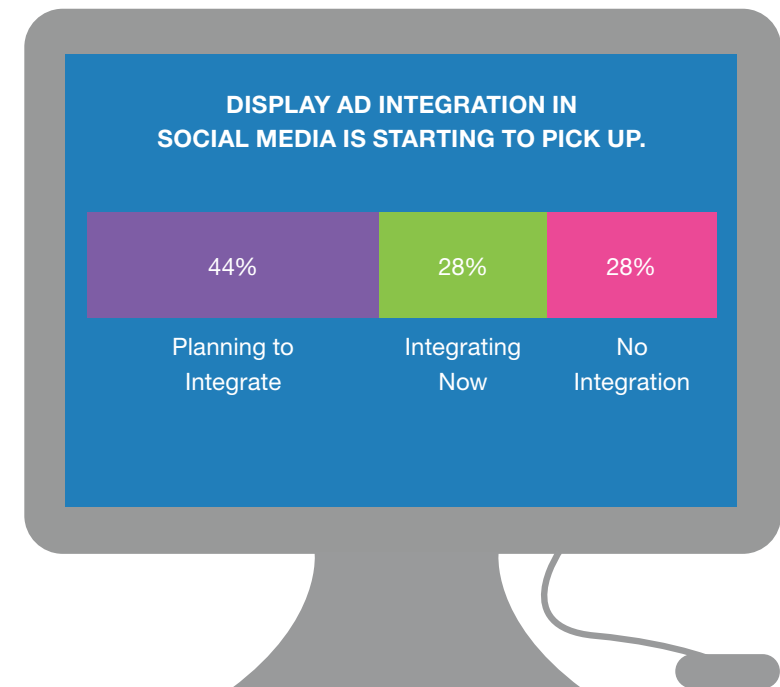 DISPLAY AD INTEGRATION IN
SOCIAL MEDIA IS STARTING TO PICK UP.
44%
28%
28%
Planning to
Integrate
Integrating
Now
No
Integration